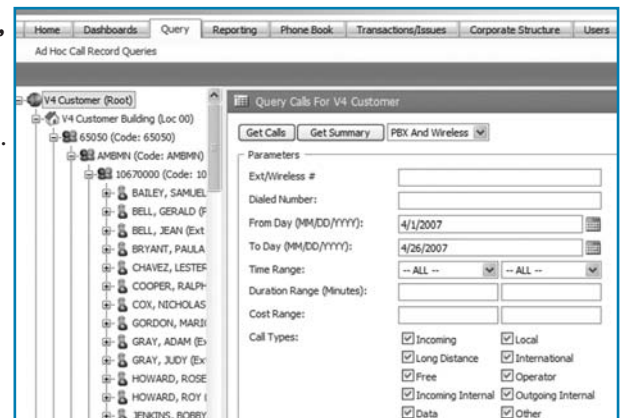 Home Dashboards Query Reporting Phone Book Transactions/Issues Corporate Structure Users
Ad Hoc Call Record Queries
V4 Customer (Root)
V4 Customer Building (Loc 00)
65050 (Code: 65050)
AMBMN (Code: AMBMN)
10670000 (Code: 10
BAILEY, SAMUEL
BELL, GERALD (F
BELL, JEAN (Ext
BRYANT, PAULA
CHAVEZ, LESTER
COOPER, RALPH
COX, NICHOLAS
GORDON, MARI
GRAY, ADAM (Ex
GRAY, JUDY (Ex
HOWARD, ROSE
HOWARD, ROY (
JENKINS, BOBBY
Query Calls For V4 Customer
Get Calls Get Summary PBX And Wireless
Parameters
Ext/Wireless #
Dialed Number:
From Day (MM/DD/YYYY): 4/1/2007
To Day (MM/DD/YYYY): 4/26/2007
Time Range: -- ALL -- -- ALL --
Duration Range (Minutes):
Cost Range:
Call Types: Incoming Local
Long Distance International
Free Operator
Incoming Internal Outgoing Internal
Data Other